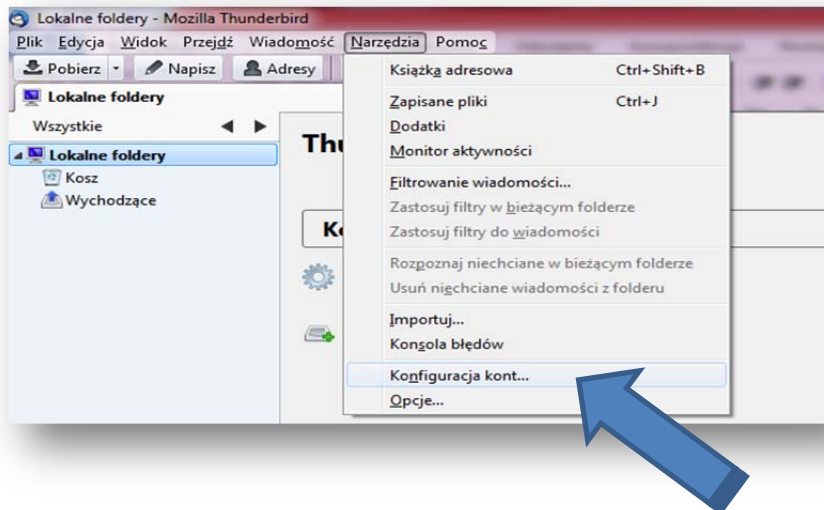 Lokalne foldery - Mozilla Thunderbird
Plik Edycja Widok Przejdź Wiadomość Narzędzia Pomoc
Pobierz Napisz Adresy
Lokalne foldery
Wszystkie
Lokalne foldery
Kosz
Wychodzące
Książka adresowa Ctrl+Shift+B
Zapisane pliki Ctrl+J
Dodatki
Monitor aktywności
Filtrowanie wiadomości...
Zastosuj filtry w bieżącym folderze
Zastosuj filtry do wiadomości
Rozpoznaj niechciane w bieżącym folderze
Usuń niechciane wiadomości z folderu
Importuj...
Konsola błędów
Konfiguracja kont...
Opcje...